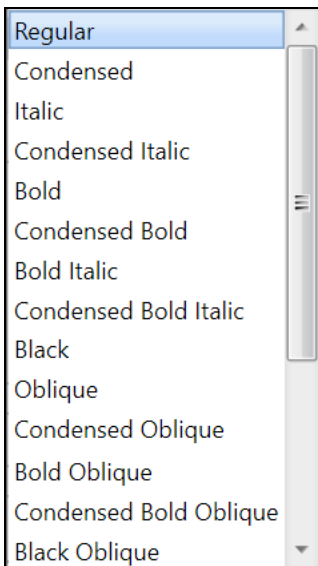 Regular
Condensed
Italic
Condensed Italic
Bold
Condensed Bold
Bold Italic
Condensed Bold Italic
Black
Oblique
Condensed Oblique
Bold Oblique
Condensed Bold Oblique
Black Oblique